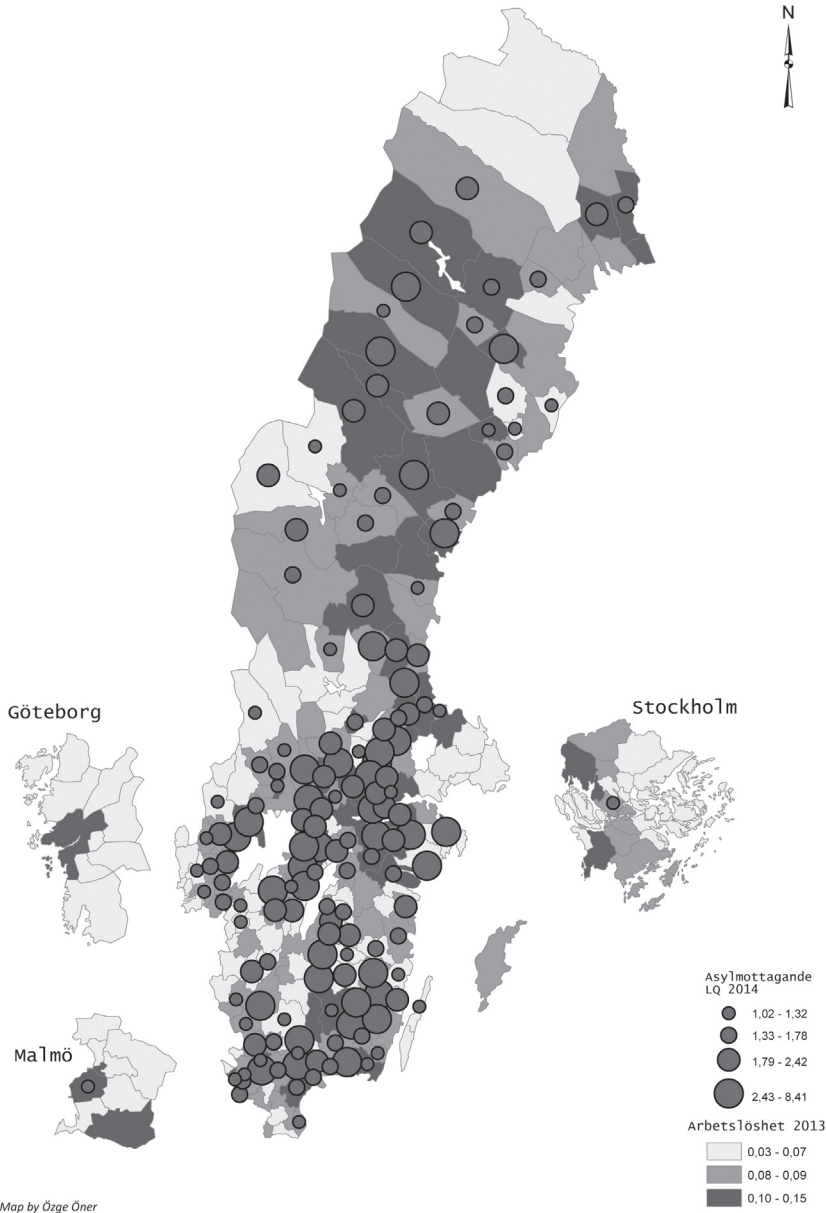 N
Göteborg
Stockholm
Malmö
Asylmottagande
LQ 2014
1,02 - 1,32
1,33 - 1,78
1,79 - 2,42
2,43 - 8,41
Arbetslöshet 2013
0,03 - 0,07
0,08 - 0,09
0,10 - 0,15
Map by Özge Öner